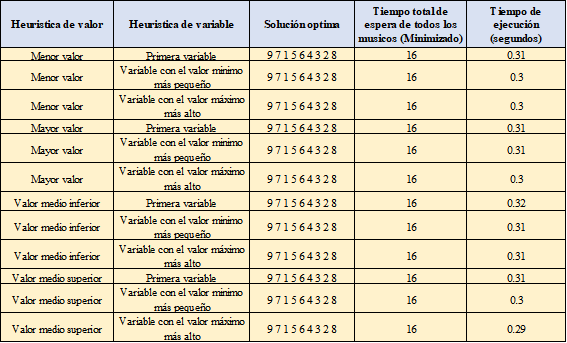 Heuristica de valor Heuristica de variable Solución optima Tiempo total de espera de todos los musicos (Minimizado) Tiempo de ejecución (segundos)
Menor valor Primera variable 9 7 1 5 6 4 3 2 8 16 0.31
Menor valor Variable con el valor minimo más pequeño 9 7 1 5 6 4 3 2 8 16 0.3
Menor valor Variable con el valor máximo más alto 9 7 1 5 6 4 3 2 8 16 0.3
Mayor valor Primera variable 9 7 1 5 6 4 3 2 8 16 0.31
Mayor valor Variable con el valor minimo más pequeño 9 7 1 5 6 4 3 2 8 16 0.31
Mayor valor Variable con el valor máximo más alto 9 7 1 5 6 4 3 2 8 16 0.3
Valor medio inferior Primera variable 9 7 1 5 6 4 3 2 8 16 0.32
Valor medio inferior Variable con el valor minimo más pequeño 9 7 1 5 6 4 3 2 8 16 0.31
Valor medio inferior Variable con el valor máximo más alto 9 7 1 5 6 4 3 2 8 16 0.31
Valor medio superior Primera variable 9 7 1 5 6 4 3 2 8 16 0.31
Valor medio superior Variable con el valor minimo más pequeño 9 7 1 5 6 4 3 2 8 16 0.3
Valor medio superior Variable con el valor máximo más alto 9 7 1 5 6 4 3 2 8 16 0.29